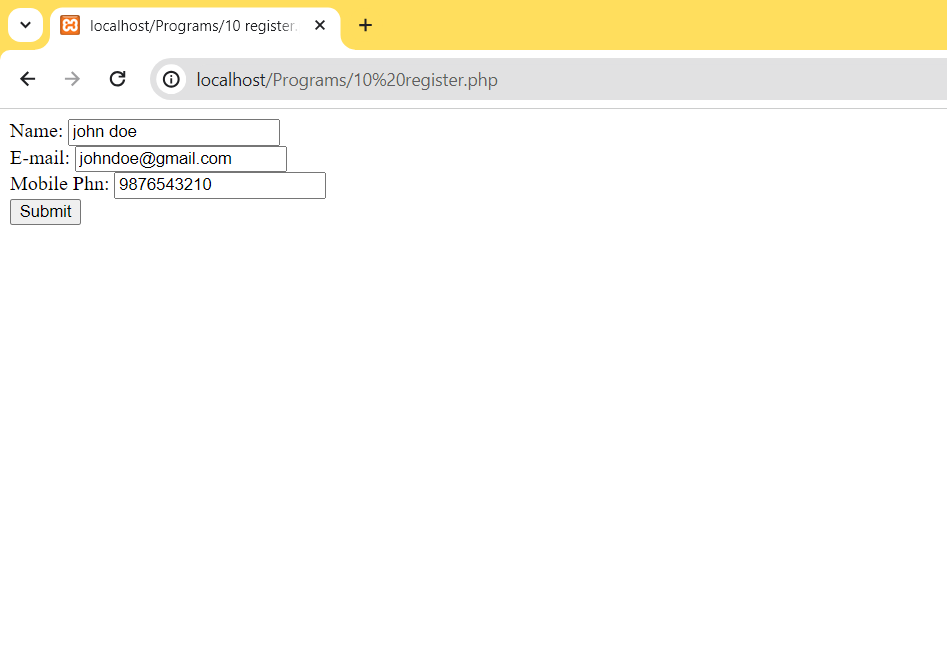 localhost/Programs/10 register.
localhost/Programs/10%20register.php
Name: john doe
E-mail: johndoe@gmail.com
Mobile Phn: 9876543210
Submit